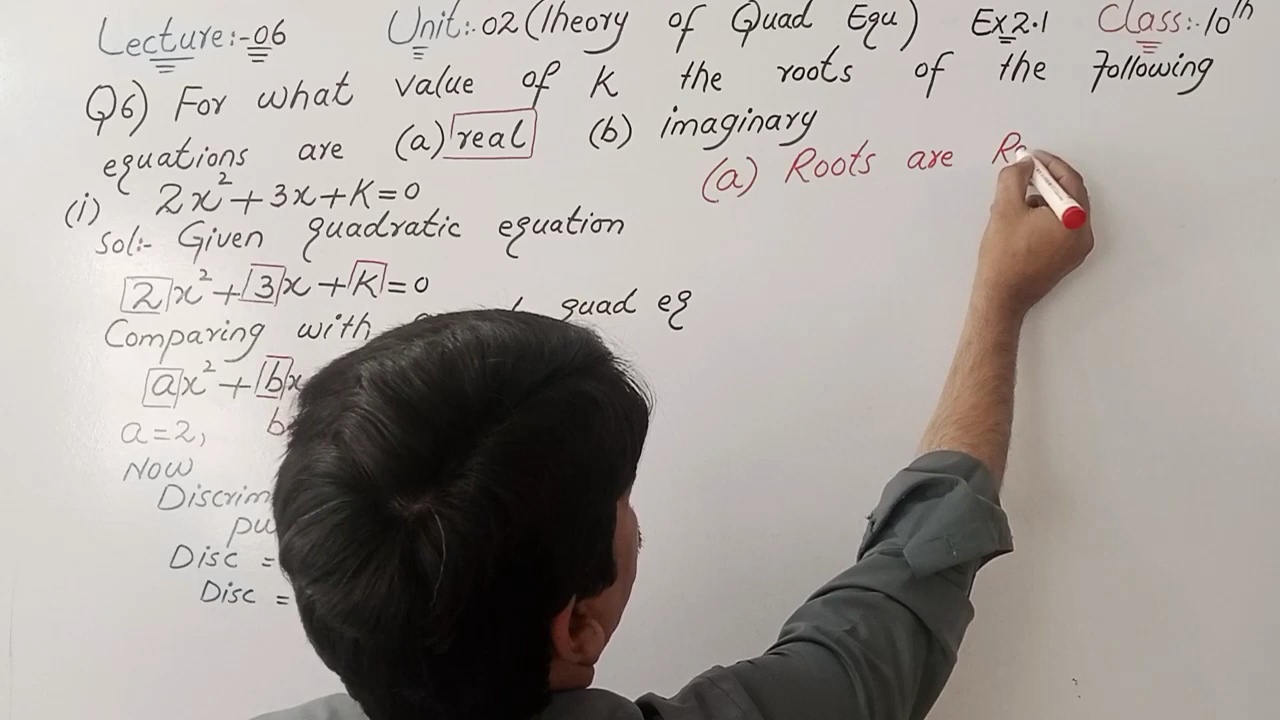 Lecture:-06 Unit:-02 (Theory of Quad Equ) Ex2.1 Class:-10th
Q6) For what value of K the roots of the following
equations are (a) real (b) imaginary
(i) 2x²+3x+K=0
Sol:- Given quadratic equation
2x²+3x+K=0
Comparing with quad eq
ax²+bx
a=2, b
Now
Discrim
pu
Disc =
Disc =
(a) Roots are R